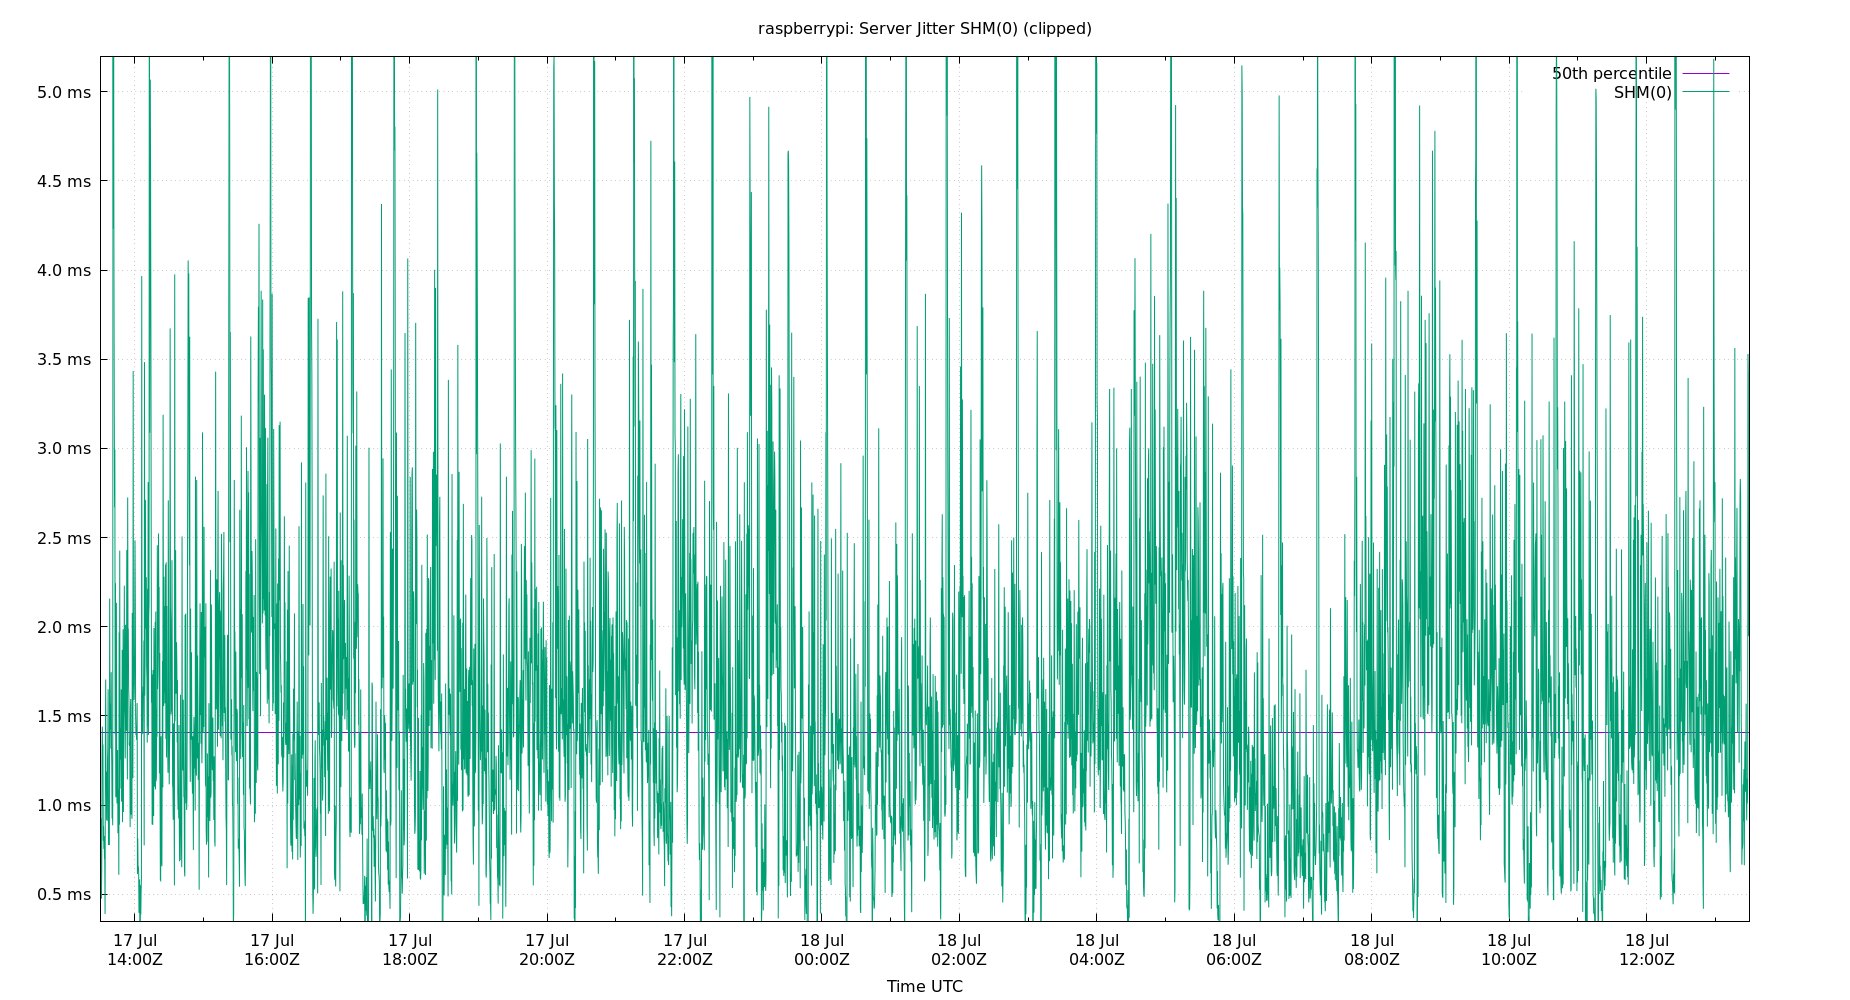 raspberrypi: Server Jitter SHM(0) (clipped)
50th percentile
SHM(0)
5.0 ms
4.5 ms
4.0 ms
3.5 ms
3.0 ms
2.5 ms
2.0 ms
1.5 ms
1.0 ms
0.5 ms
17 Jul 17 Jul 17 Jul 17 Jul 17 Jul 18 Jul 18 Jul 18 Jul 18 Jul 18 Jul 18 Jul 18 Jul
14:00Z 16:00Z 18:00Z 20:00Z 22:00Z 00:00Z 02:00Z 04:00Z 06:00Z 08:00Z 10:00Z 12:00Z
Time UTC